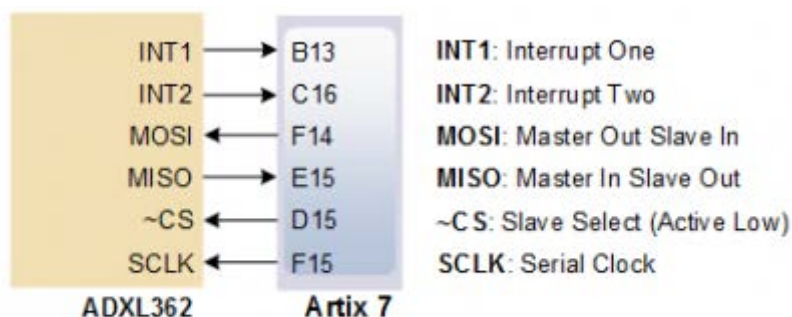 INT1 B13 INT1: Interrupt One
INT2 C16 INT2: Interrupt Two
MOSI F14 MOSI: Master Out Slave In
MISO E15 MISO: Master In Slave Out
~CS D15 ~CS: Slave Select (Active Low)
SCLK F15 SCLK: Serial Clock
ADXL362 Artix 7